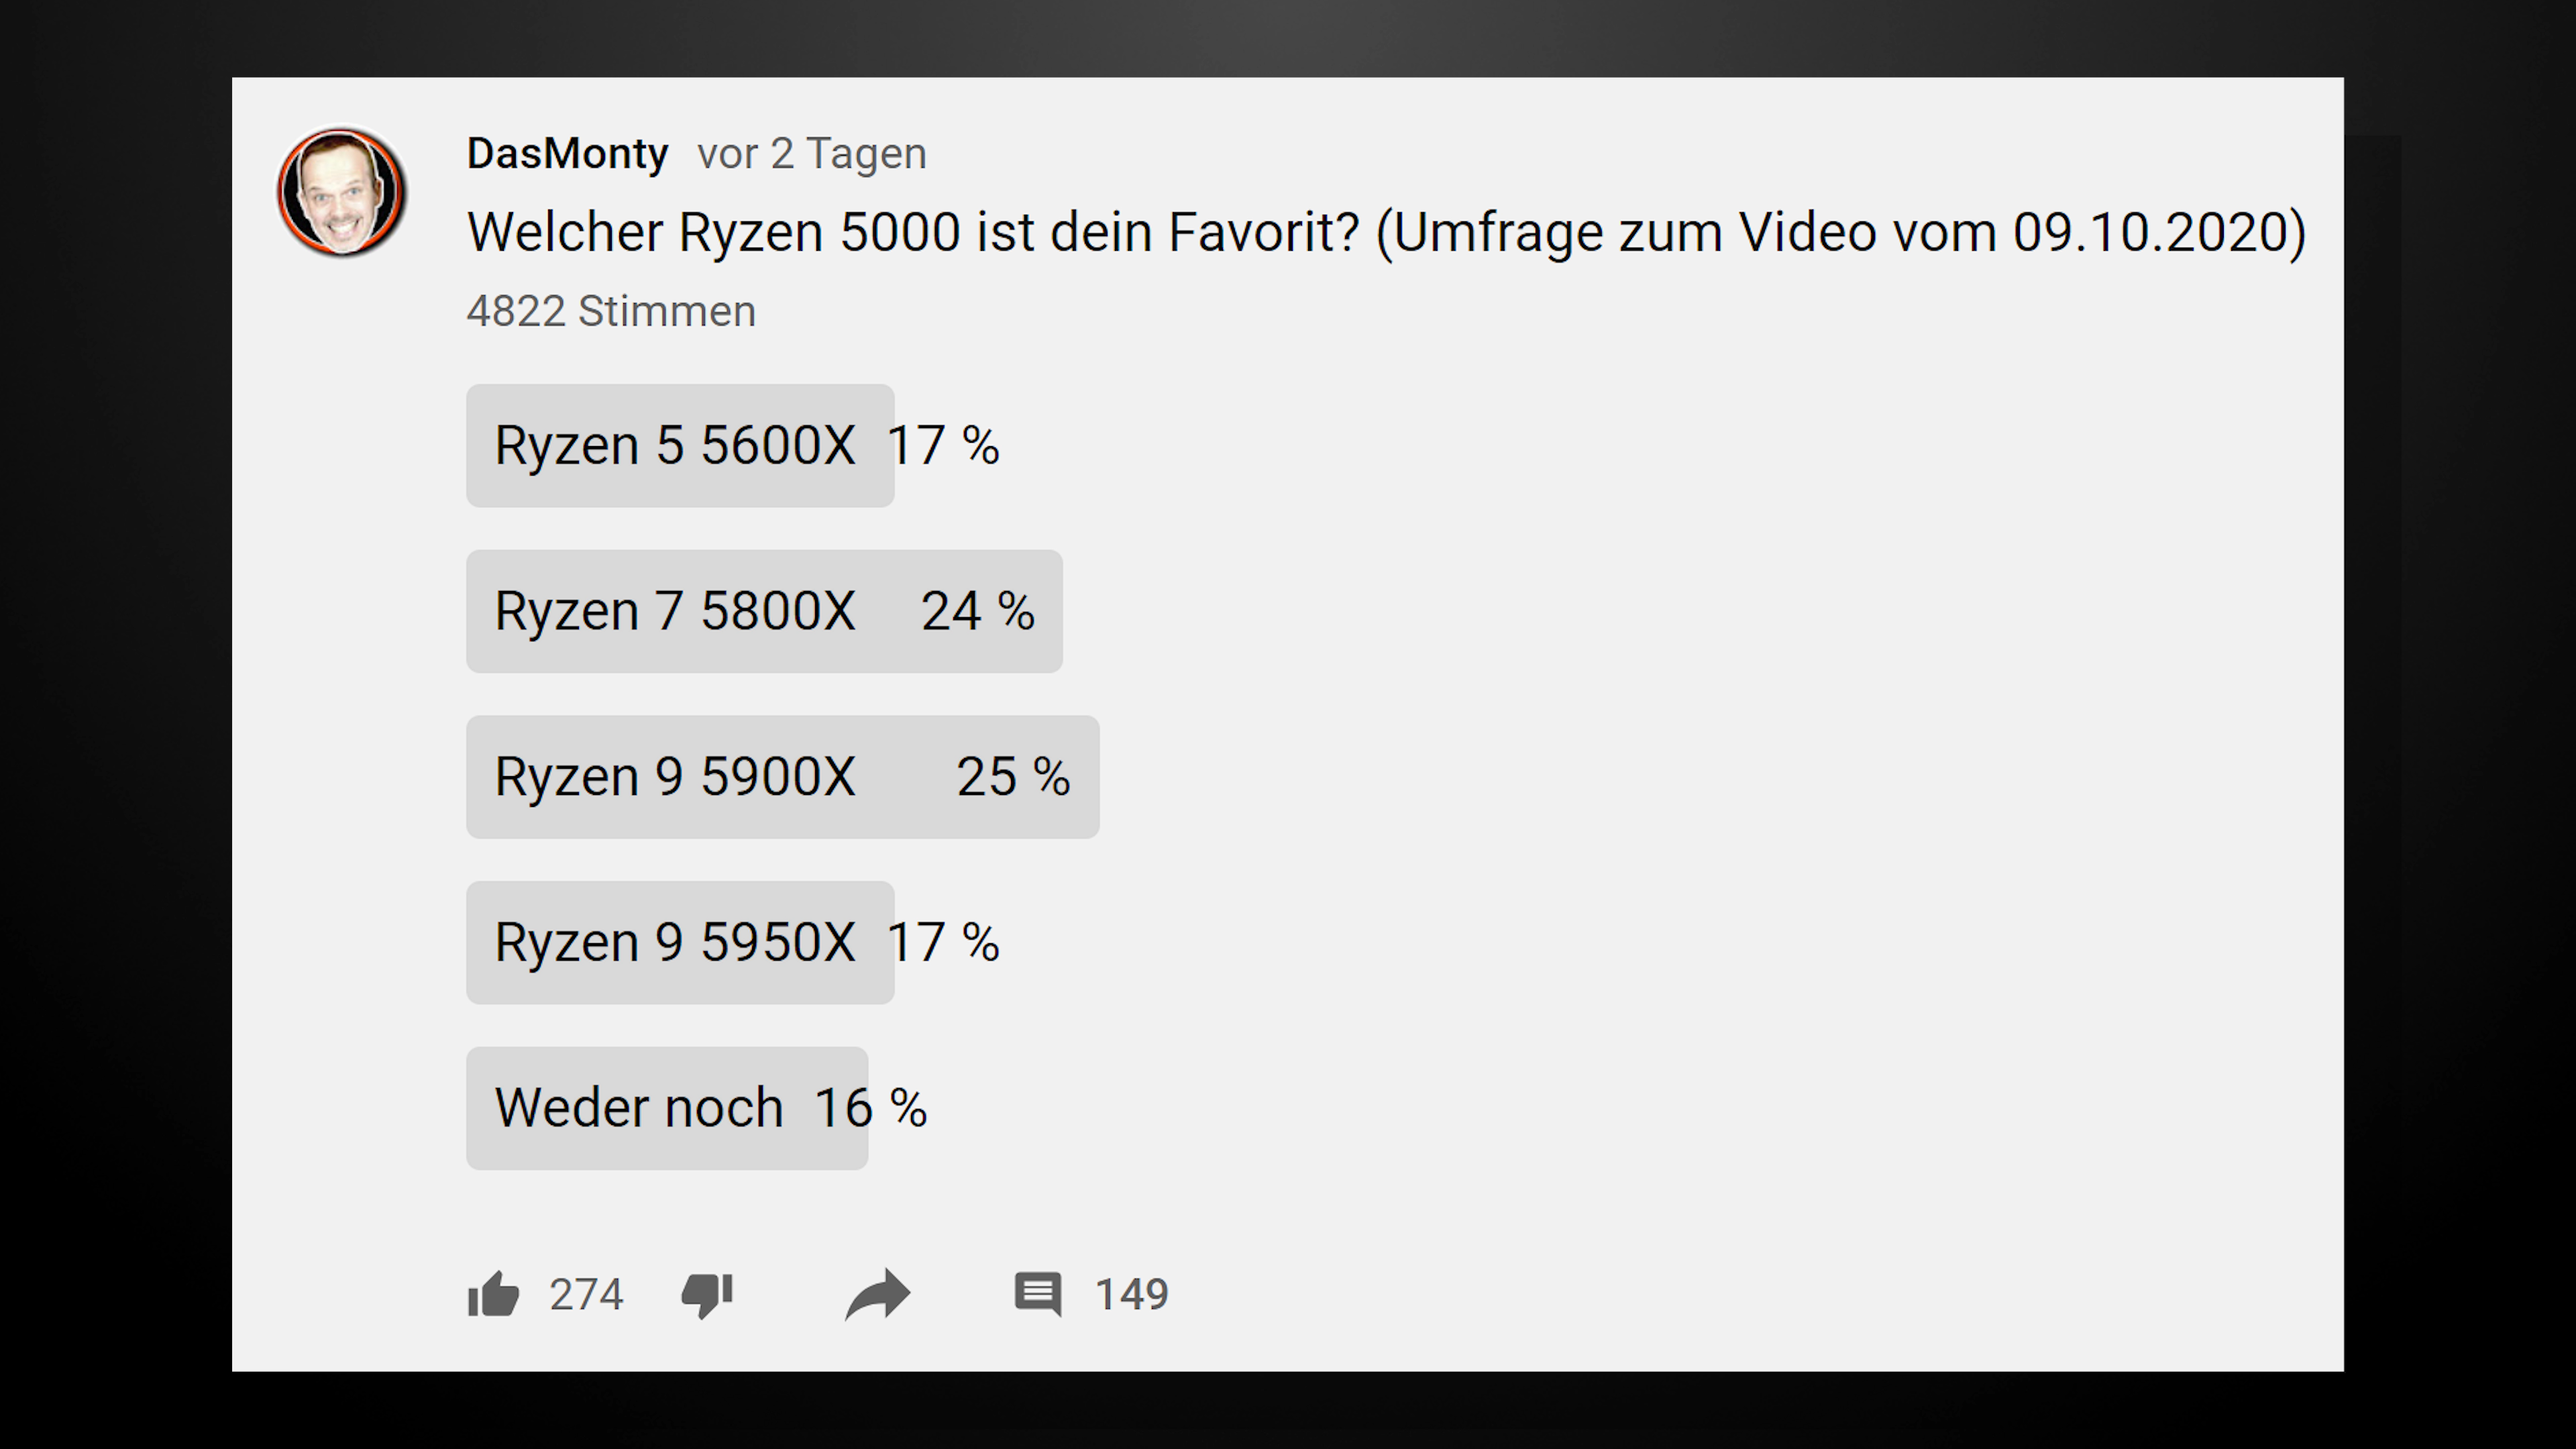 DasMonty vor 2 Tagen
Welcher Ryzen 5000 ist dein Favorit? (Umfrage zum Video vom 09.10.2020)
4822 Stimmen
Ryzen 5 5600X 17 %
Ryzen 7 5800X 24 %
Ryzen 9 5900X 25 %
Ryzen 9 5950X 17 %
Weder noch 16 %
274 149